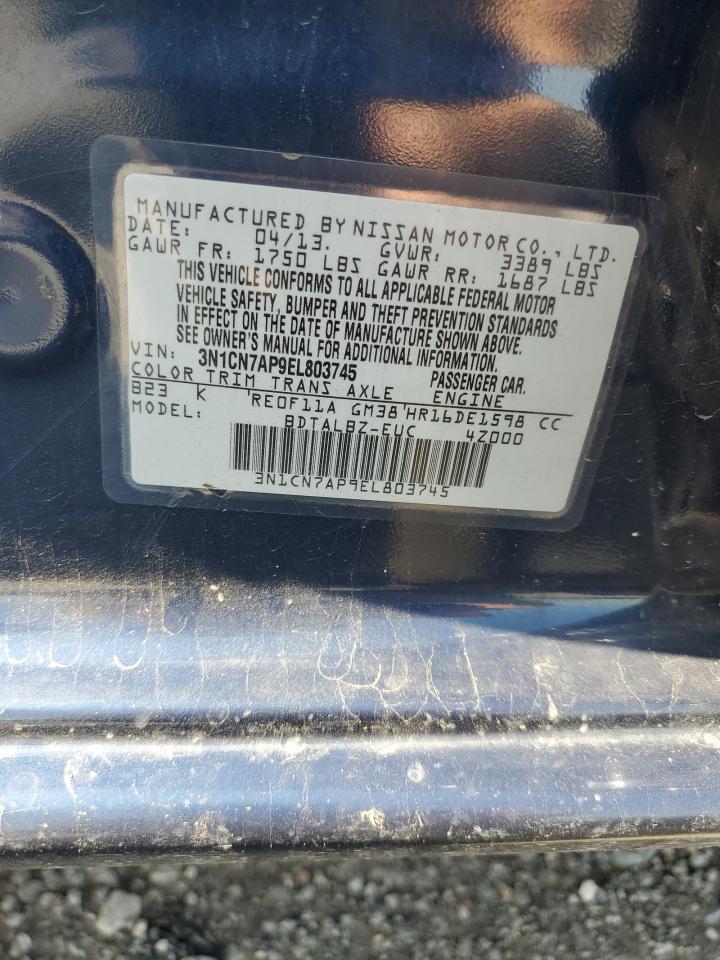 MANUFACTURED BY NISSAN MOTOR CO., LTD.
DATE: 04/13. GVWR: 3389 LBS
GAWR FR: 1750 LBS GAWR RR: 1687 LBS
THIS VEHICLE CONFORMS TO ALL APPLICABLE FEDERAL MOTOR
VEHICLE SAFETY, BUMPER AND THEFT PREVENTION STANDARDS
IN EFFECT ON THE DATE OF MANUFACTURE SHOWN ABOVE.
SEE OWNER'S MANUAL FOR ADDITIONAL INFORMATION.
VIN: 3N1CN7AP9EL803745 PASSENGER CAR.
COLOR TRIM TRANS AXLE ENGINE
B23 K RE0F11A GM38 HR16DE1598 CC
MODEL: BDTALBZ-EUC 4Z000
3N1CN7AP9EL803745